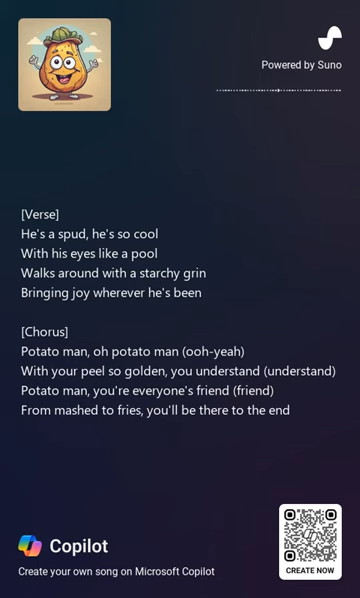 Powered by Suno
[Verse]
He's a spud, he's so cool
With his eyes like a pool
Walks around with a starchy grin
Bringing joy wherever he's been
[Chorus]
Potato man, oh potato man (ooh-yeah)
With your peel so golden, you understand (understand)
Potato man, you're everyone's friend (friend)
From mashed to fries, you'll be there to the end
Copilot
Create your own song on Microsoft Copilot
CREATE NOW